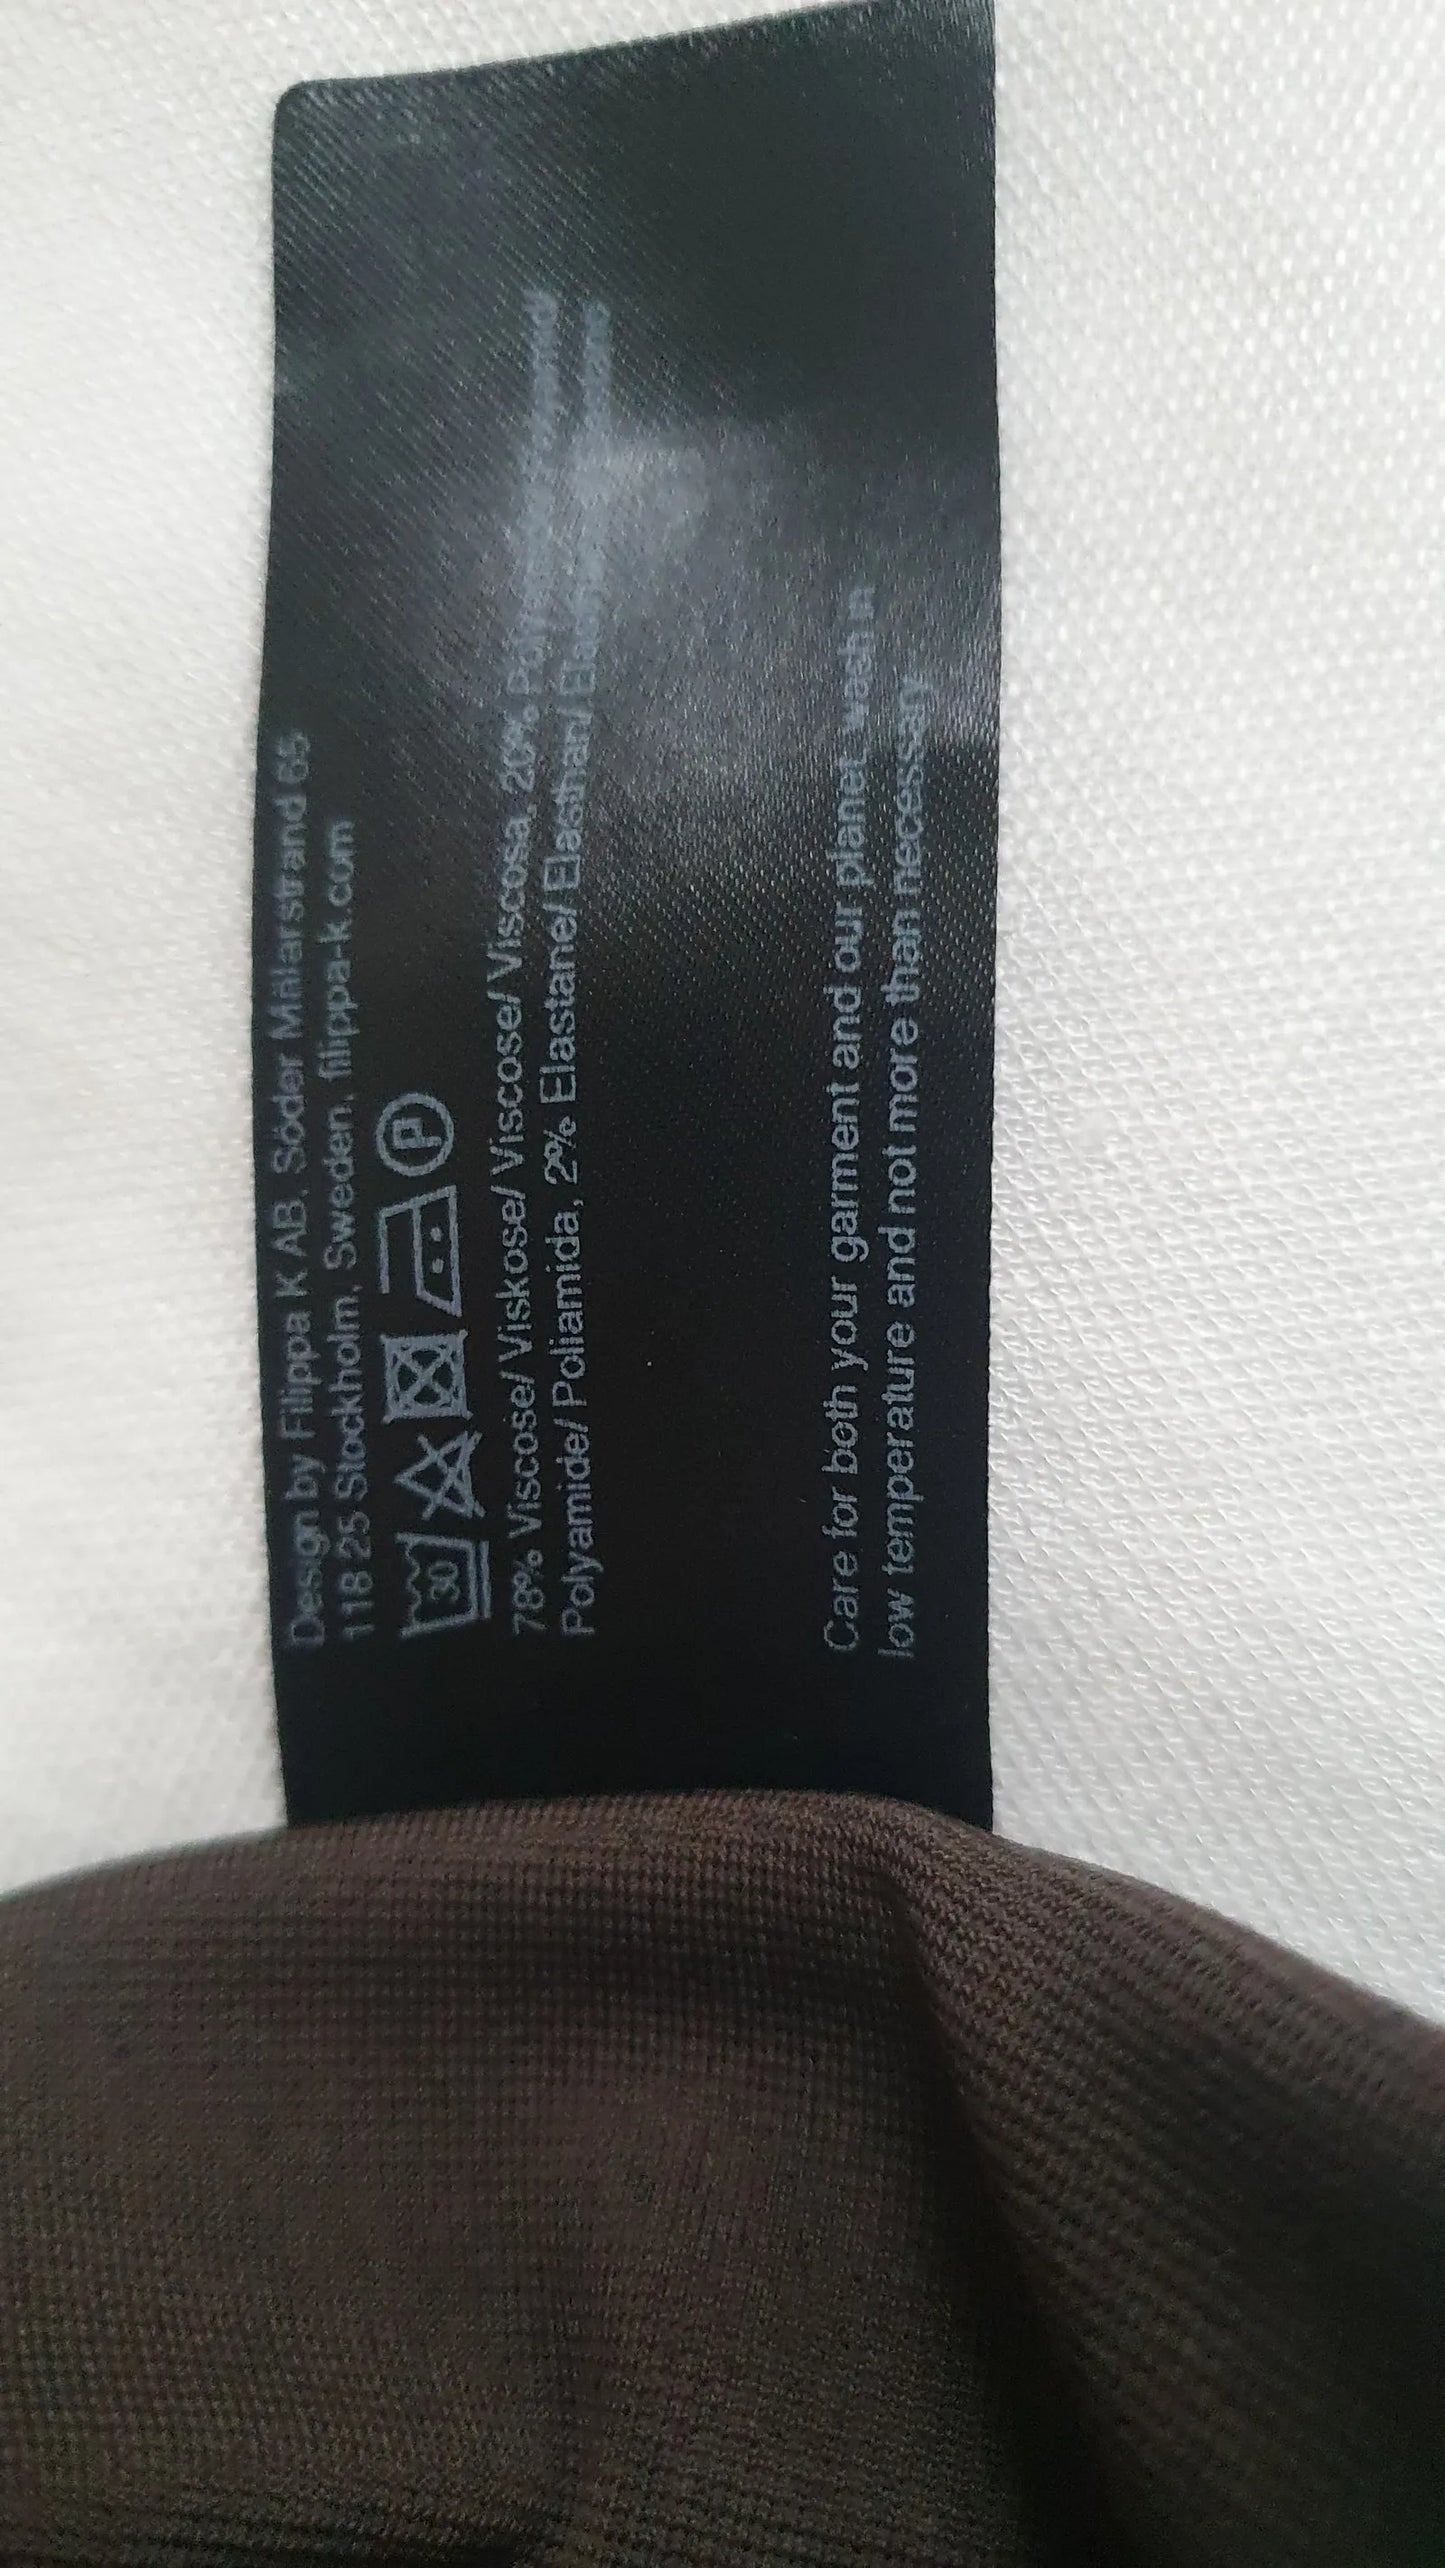 Design by Filippa K AB, Söder Mälarstrand 65
118 25 Stockholm, Sweden, filippa-k.com
30 P
78% Viscose/ Viskose/ Viscose/ Viscose/ Viscosa, 20%
Polyamide/ Poliamida, 2% Elastane/ Elasthan/
Care for both your garment and our planet, wash in
low temperature and not more than necessary